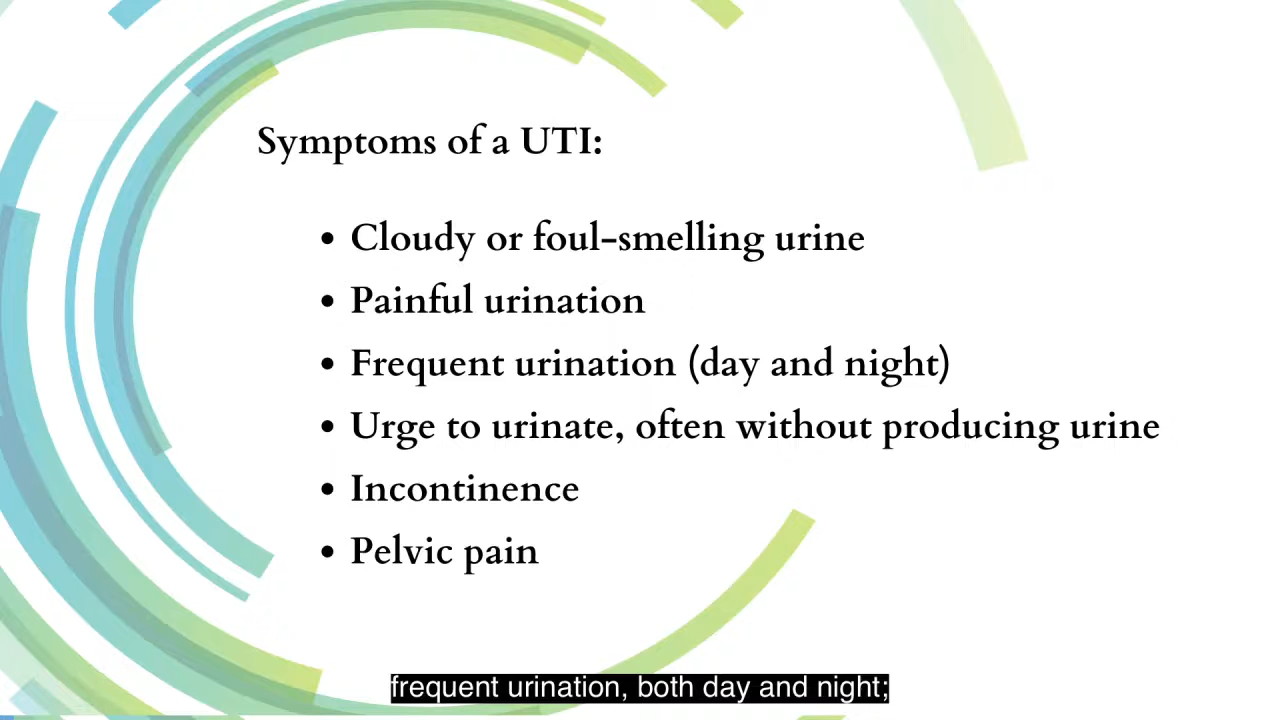 Symptoms of a UTI:
• Cloudy or foul-smelling urine
• Painful urination
• Frequent urination (day and night)
• Urge to urinate, often without producing urine
• Incontinence
• Pelvic pain
frequent urination, both day and night;